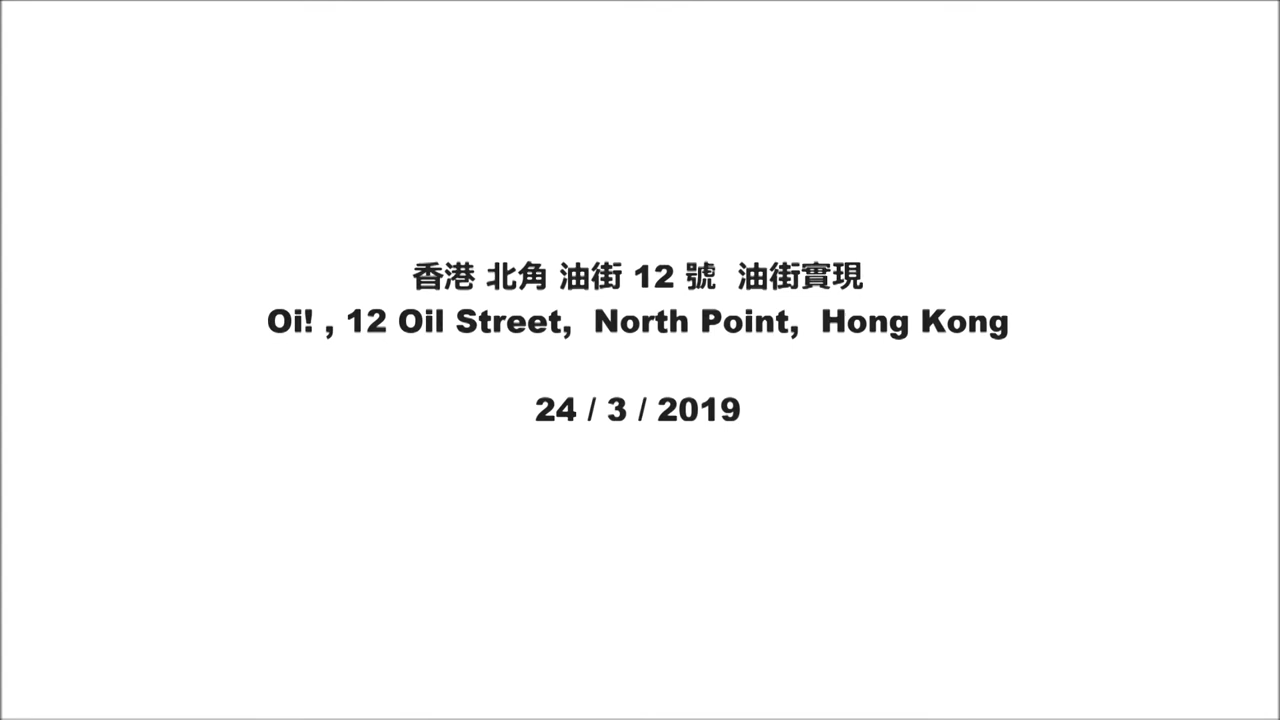 香港 北角 油街 12 號  油街實現
Oi! , 12 Oil Street,  North Point,  Hong Kong
24 / 3 / 2019